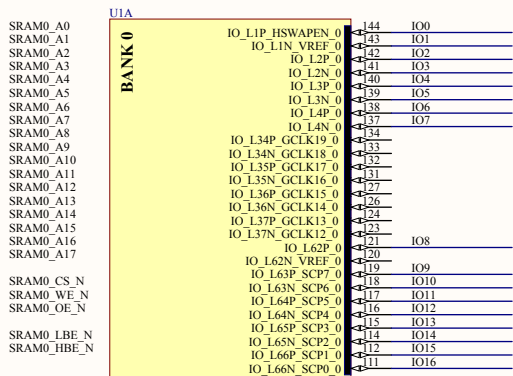 SRAM0_A0
SRAM0_A1
SRAM0_A2
SRAM0_A3
SRAM0_A4
SRAM0_A5
SRAM0_A6
SRAM0_A7
SRAM0_A8
SRAM0_A9
SRAM0_A10
SRAM0_A11
SRAM0_A12
SRAM0_A13
SRAM0_A14
SRAM0_A15
SRAM0_A16
SRAM0_A17
SRAM0_CS_N
SRAM0_WE_N
SRAM0_OE_N
SRAM0_LBE_N
SRAM0_HBE_N
U1A
BANK 0
IO_L1P_HSWAPEN_0 144 IO0
IO_L1N_VREF_0 143 IO1
IO_L2P_0 142 IO2
IO_L2N_0 141 IO3
IO_L3P_0 140 IO4
IO_L3N_0 139 IO5
IO_L4P_0 138 IO6
IO_L4N_0 137 IO7
IO_L34P_GCLK19_0 134
IO_L34N_GCLK18_0 133
IO_L35P_GCLK17_0 132
IO_L35N_GCLK16_0 131
IO_L36P_GCLK15_0 127
IO_L36N_GCLK14_0 126
IO_L37P_GCLK13_0 124
IO_L37N_GCLK12_0 123
IO_L62P_0 121 IO8
IO_L62N_VREF_0 120
IO_L63P_SCP7_0 119 IO9
IO_L63N_SCP6_0 118 IO10
IO_L64P_SCP5_0 117 IO11
IO_L64N_SCP4_0 116 IO12
IO_L65P_SCP3_0 115 IO13
IO_L65N_SCP2_0 114 IO14
IO_L66P_SCP1_0 112 IO15
IO_L66N_SCP0_0 111 IO16